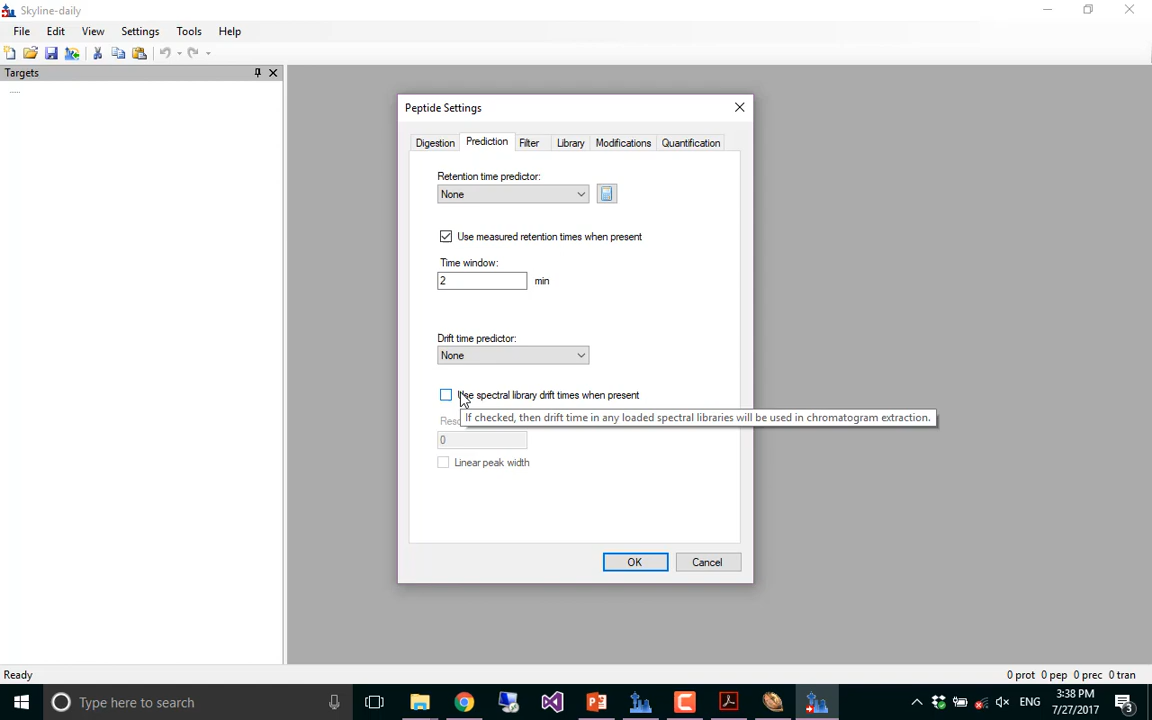 Skyline-daily
File Edit View Settings Tools Help
Targets
Peptide Settings
Digestion Prediction Filter Library Modifications Quantification
Retention time predictor:
None
Use measured retention times when present
Time window:
2 min
Drift time predictor:
None
Use spectral library drift times when present
If checked, then drift time in any loaded spectral libraries will be used in chromatogram extraction.
0
Linear peak width
OK Cancel
Ready 0 prot 0 pep 0 prec 0 tran
Type here to search
ENG
3:38 PM
7/27/2017
3